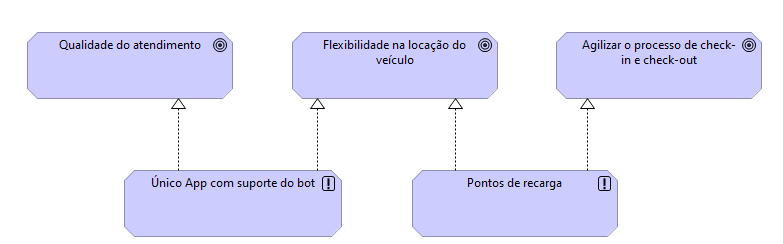 Qualidade do atendimento
Flexibilidade na locação do
veículo
Agilizar o processo de check-
in e check-out
Único App com suporte do bot
Pontos de recarga